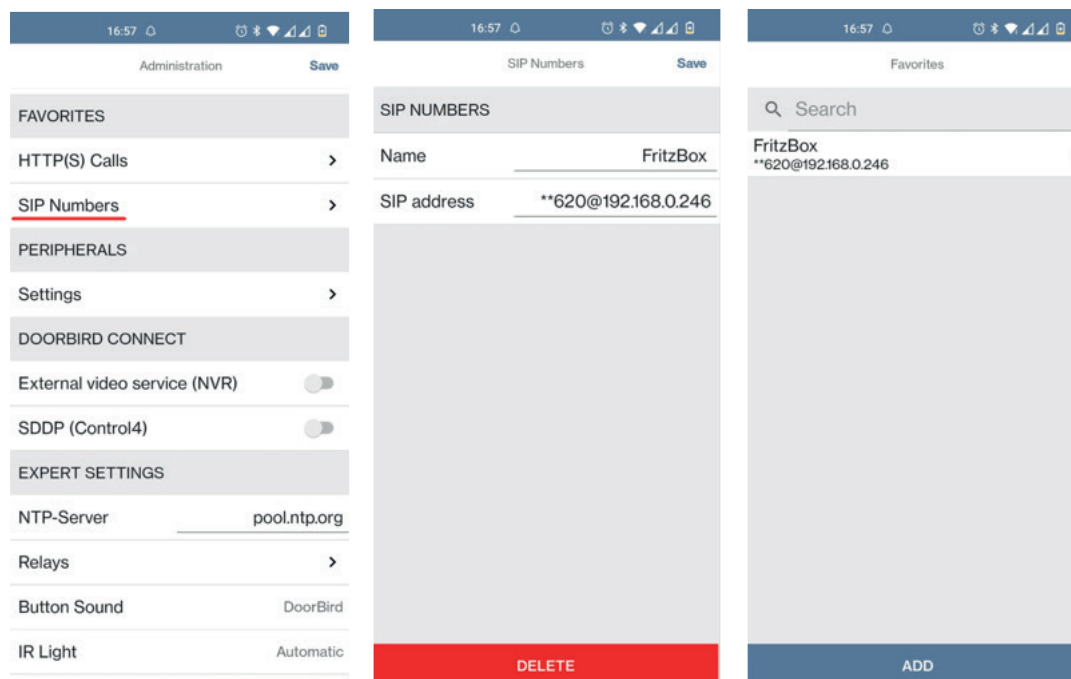 16:57
Administration Save
FAVORITES
HTTP(S) Calls
SIP Numbers
PERIPHERALS
Settings
DOORBIRD CONNECT
External video service (NVR)
SDDP (Control4)
EXPERT SETTINGS
NTP-Server pool.ntp.org
Relays
Button Sound DoorBird
IR Light Automatic
16:57
SIP Numbers Save
SIP NUMBERS
Name FritzBox
SIP address **620@192.168.0.246
DELETE
16:57
Favorites
Search
FritzBox
**620@192.168.0.246
ADD